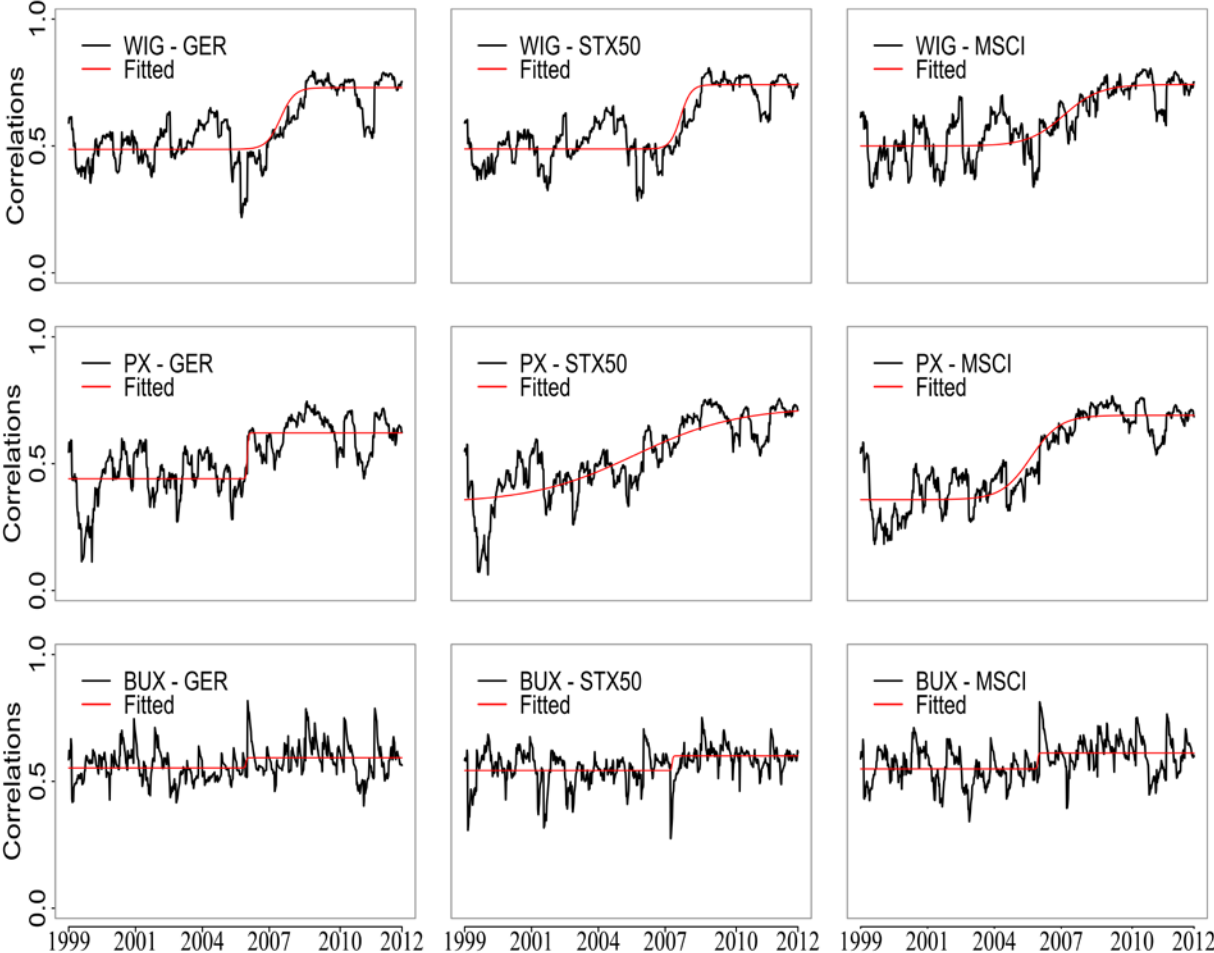 Correlations
1.0
0.5
0.0
WIG - GER
Fitted
WIG - STX50
Fitted
WIG - MSCI
Fitted
Correlations
1.0
0.5
0.0
PX - GER
Fitted
PX - STX50
Fitted
PX - MSCI
Fitted
Correlations
1.0
0.5
0.0
BUX - GER
Fitted
BUX - STX50
Fitted
BUX - MSCI
Fitted
1999 2001 2004 2007 2010 2012
1999 2001 2004 2007 2010 2012
1999 2001 2004 2007 2010 2012